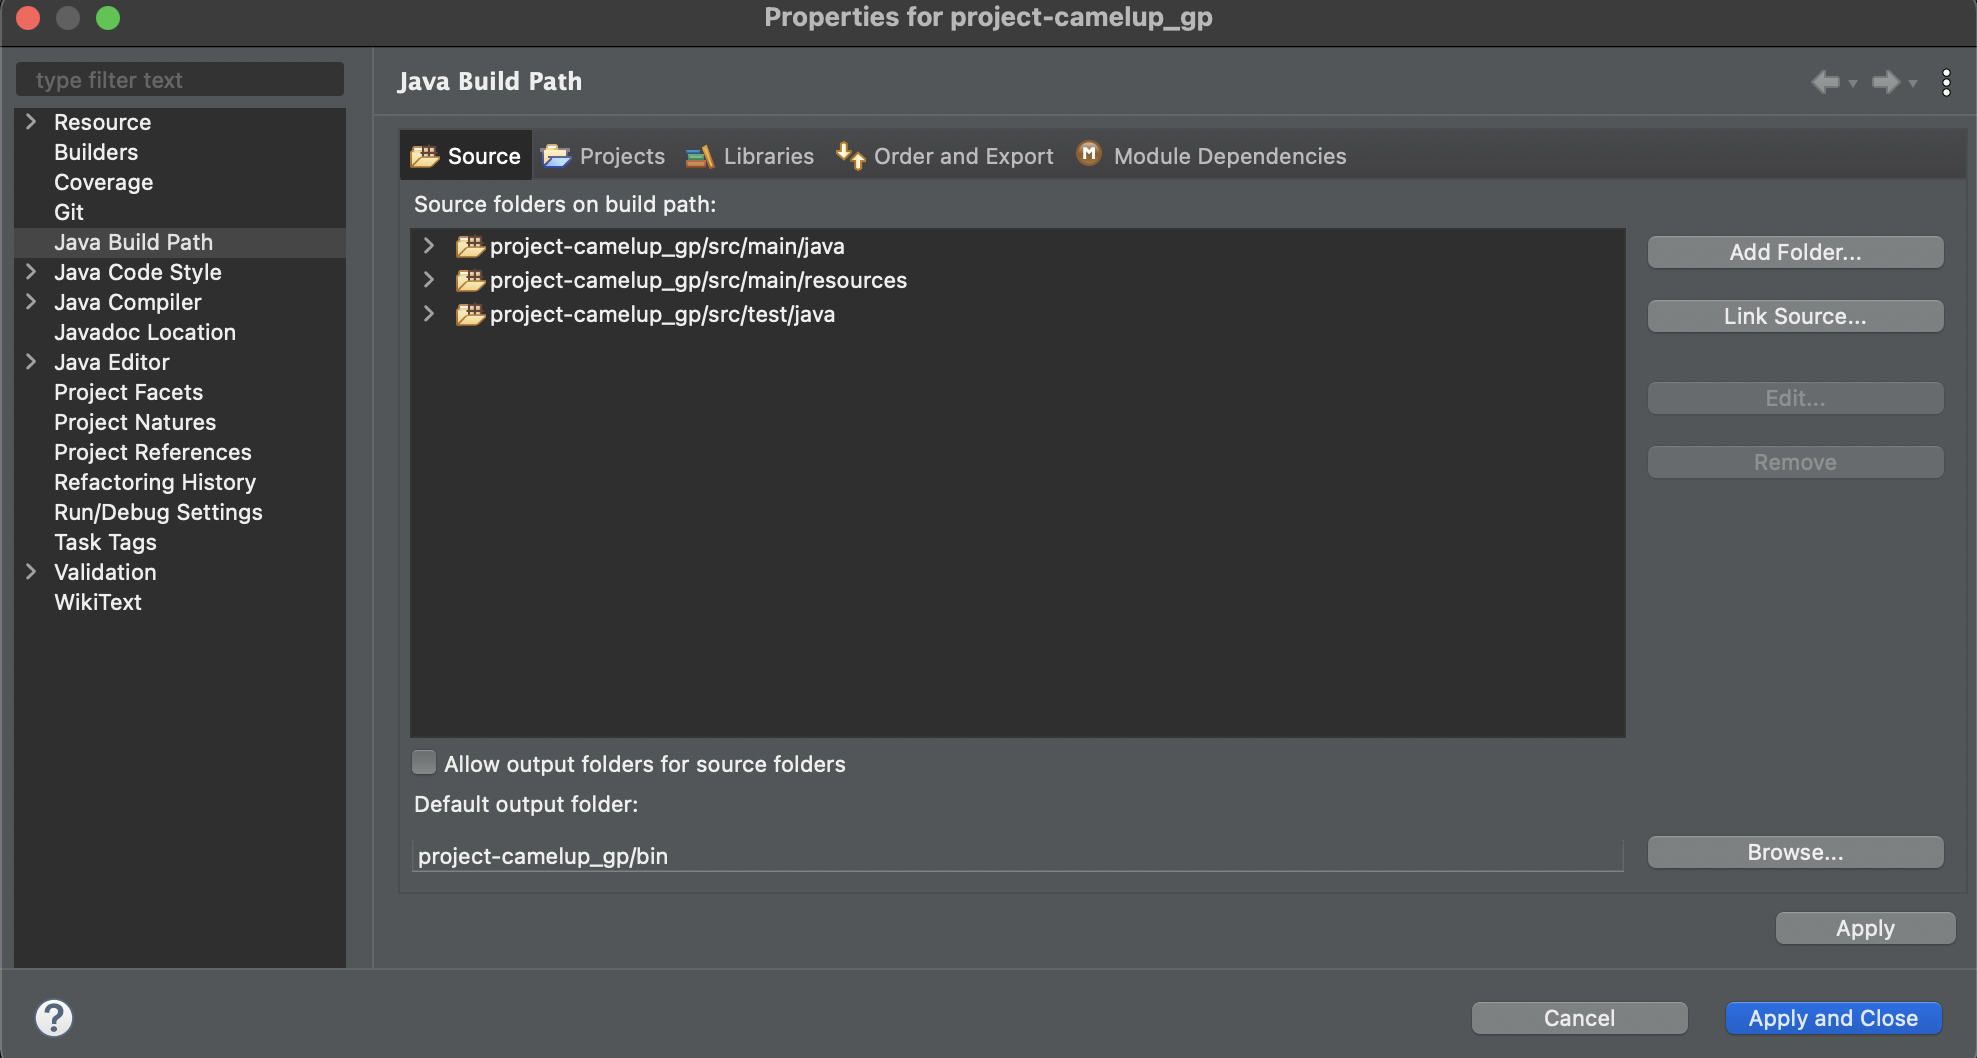 Properties for project-camelup_gp
type filter text
Resource
Builders
Coverage
Git
Java Build Path
Java Code Style
Java Compiler
Javadoc Location
Java Editor
Project Facets
Project Natures
Project References
Refactoring History
Run/Debug Settings
Task Tags
Validation
WikiText
Java Build Path
Source Projects Libraries Order and Export M Module Dependencies
Source folders on build path:
project-camelup_gp/src/main/java
project-camelup_gp/src/main/resources
project-camelup_gp/src/test/java
Add Folder...
Link Source...
Edit...
Remove
Allow output folders for source folders
Default output folder:
project-camelup_gp/bin
Browse...
Apply
?
Cancel
Apply and Close